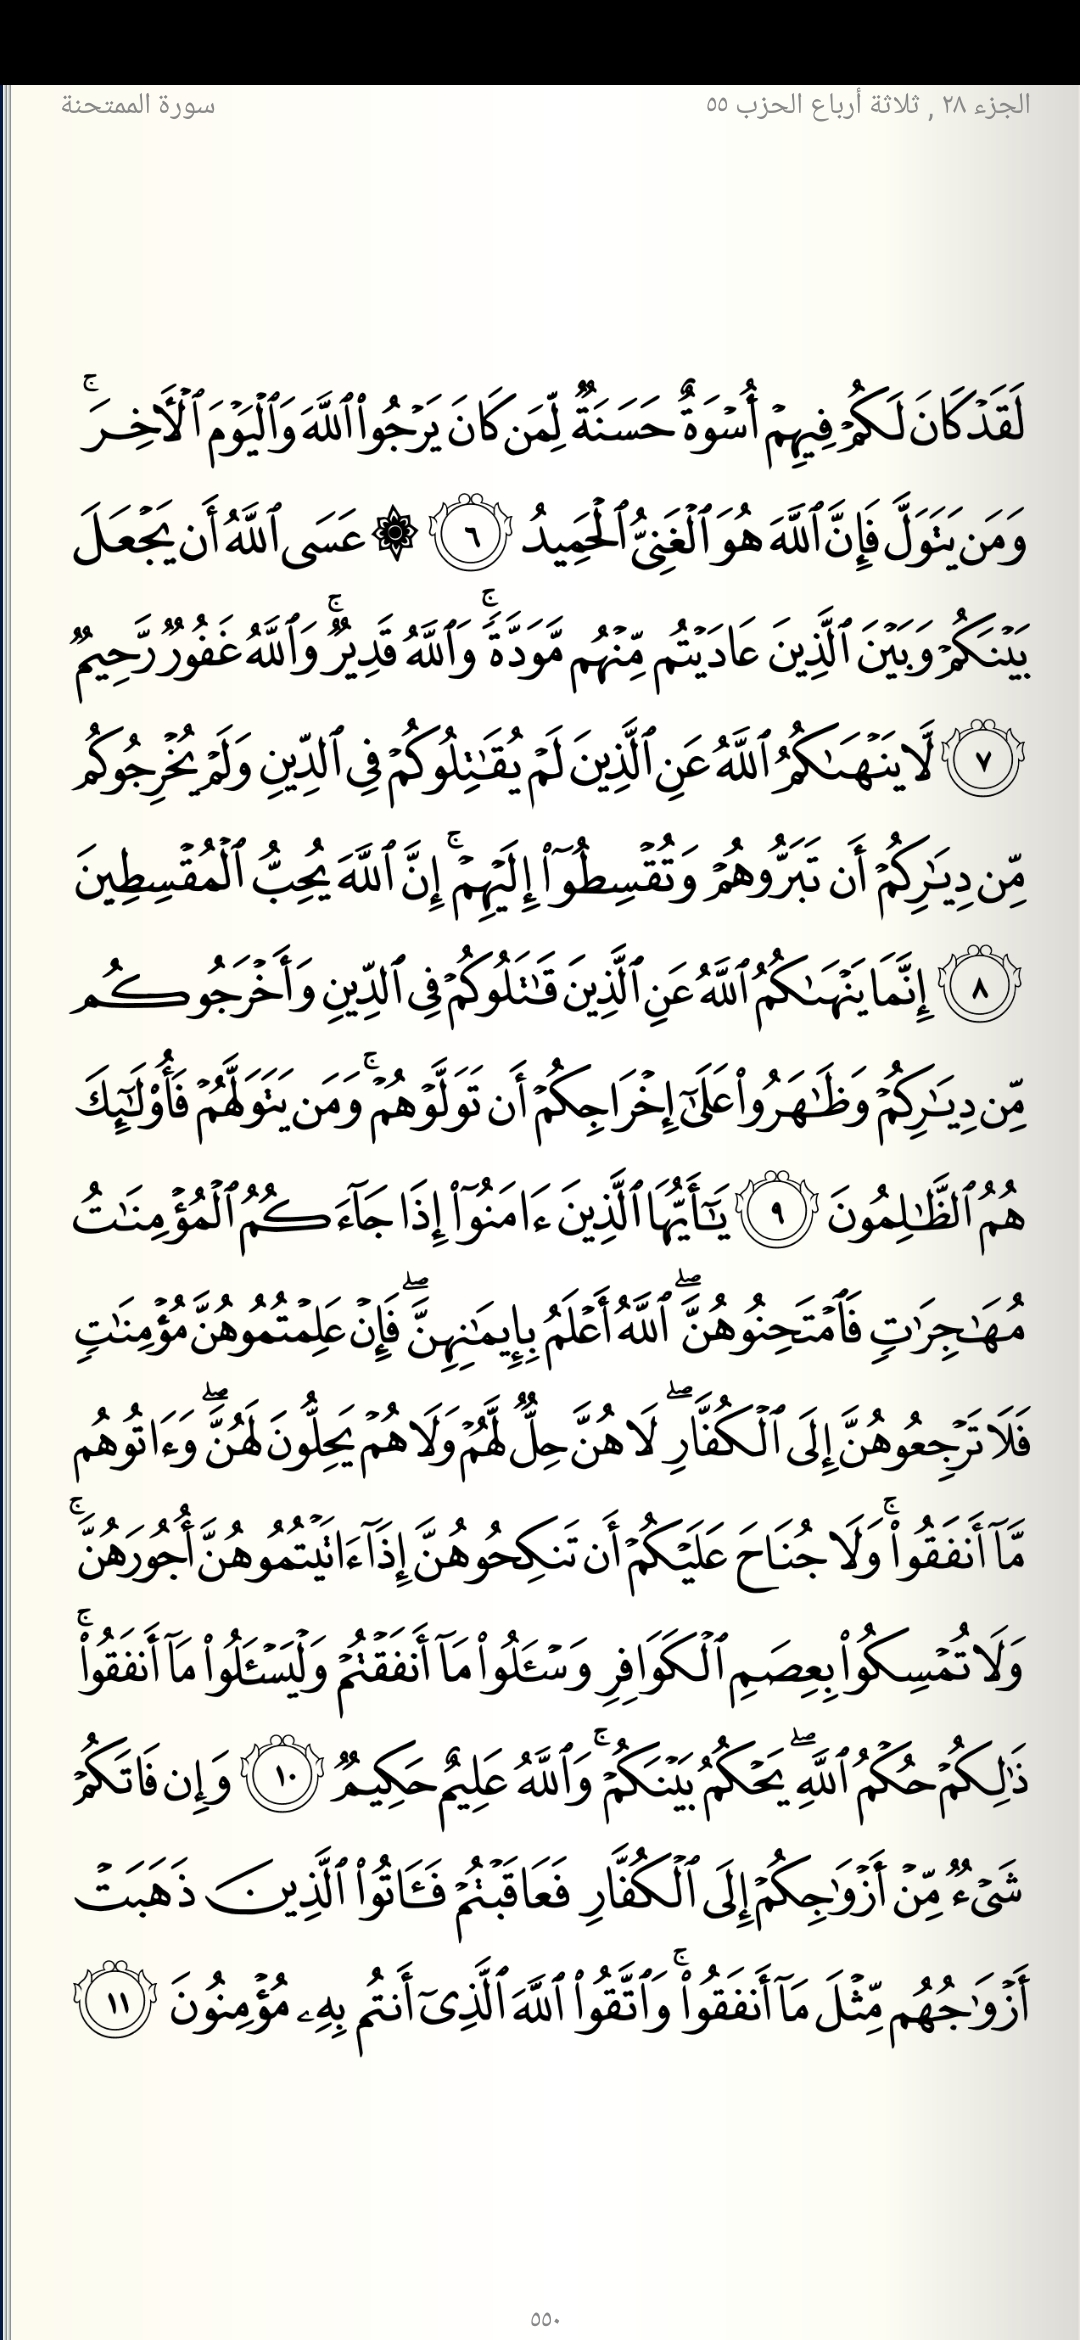 الجزء ٢٨ , ثلاثة أرباع الحزب ٥٥
سورة الممتحنة
لَقَدۡ كَانَ لَكُمۡ فِيهِمۡ أُسۡوَةٌ حَسَنَةٞ لِّمَن كَانَ يَرۡجُواْ ٱللَّهَ وَٱلۡيَوۡمَ ٱلۡأٓخِرَۚ
وَمَن يَتَوَلَّ فَإِنَّ ٱللَّهَ هُوَ ٱلۡغَنِيُّ ٱلۡحَمِيدُ ٦ ۞ عَسَى ٱللَّهُ أَن يَجۡعَلَ
بَيۡنَكُمۡ وَبَيۡنَ ٱلَّذِينَ عَادَيۡتُم مِّنۡهُم مَّوَدَّةٗۚ وَٱللَّهُ قَدِيرٞۚ وَٱللَّهُ غَفُورٞ رَّحِيمٞ
٧ لَّا يَنۡهَىٰكُمُ ٱللَّهُ عَنِ ٱلَّذِينَ لَمۡ يُقَٰتِلُوكُمۡ فِي ٱلدِّينِ وَلَمۡ يُخۡرِجُوكُم
مِّن دِيَٰرِكُمۡ أَن تَبَرُّوهُمۡ وَتُقۡسِطُوٓاْ إِلَيۡهِمۡۚ إِنَّ ٱللَّهَ يُحِبُّ ٱلۡمُقۡسِطِينَ
٨ إِنَّمَا يَنۡهَىٰكُمُ ٱللَّهُ عَنِ ٱلَّذِينَ قَٰتَلُوكُمۡ فِي ٱلدِّينِ وَأَخۡرَجُوكُم
مِّن دِيَٰرِكُمۡ وَظَٰهَرُواْ عَلَىٰٓ إِخۡرَاجِكُمۡ أَن تَوَلَّوۡهُمۡۚ وَمَن يَتَوَلَّهُمۡ فَأُوْلَٰٓئِكَ
هُمُ ٱلظَّٰلِمُونَ ٩ يَٰٓأَيُّهَا ٱلَّذِينَ ءَامَنُوٓاْ إِذَا جَآءَكُمُ ٱلۡمُؤۡمِنَٰتُ
مُهَٰجِرَٰتٖ فَٱمۡتَحِنُوهُنَّۖ ٱللَّهُ أَعۡلَمُ بِإِيمَٰنِهِنَّۖ فَإِنۡ عَلِمۡتُمُوهُنَّ مُؤۡمِنَٰتٖ
فَلَا تَرۡجِعُوهُنَّ إِلَى ٱلۡكُفَّارِۖ لَا هُنَّ حِلّٞ لَّهُمۡ وَلَا هُمۡ يَحِلُّونَ لَهُنَّۖ وَءَاتُوهُم
مَّآ أَنفَقُواْۚ وَلَا جُنَاحَ عَلَيۡكُمۡ أَن تَنكِحُوهُنَّ إِذَآ ءَاتَيۡتُمُوهُنَّ أُجُورَهُنَّۚ
وَلَا تُمۡسِكُواْ بِعِصَمِ ٱلۡكَوَافِرِ وَسۡـَٔلُواْ مَآ أَنفَقۡتُمۡ وَلۡيَسۡـَٔلُواْ مَآ أَنفَقُواْۚ
ذَٰلِكُمۡ حُكۡمُ ٱللَّهِۖ يَحۡكُمُ بَيۡنَكُمۡۚ وَٱللَّهُ عَلِيمٌ حَكِيمٞ ١٠ وَإِن فَاتَكُمۡ
شَيۡءٞ مِّنۡ أَزۡوَٰجِكُمۡ إِلَى ٱلۡكُفَّارِ فَعَاقَبۡتُمۡ فَـَٔاتُواْ ٱلَّذِينَ ذَهَبَتۡ
أَزۡوَٰجُهُم مِّثۡلَ مَآ أَنفَقُواْۚ وَٱتَّقُواْ ٱللَّهَ ٱلَّذِيٓ أَنتُم بِهِۦ مُؤۡمِنُونَ ١١
٥٥٠